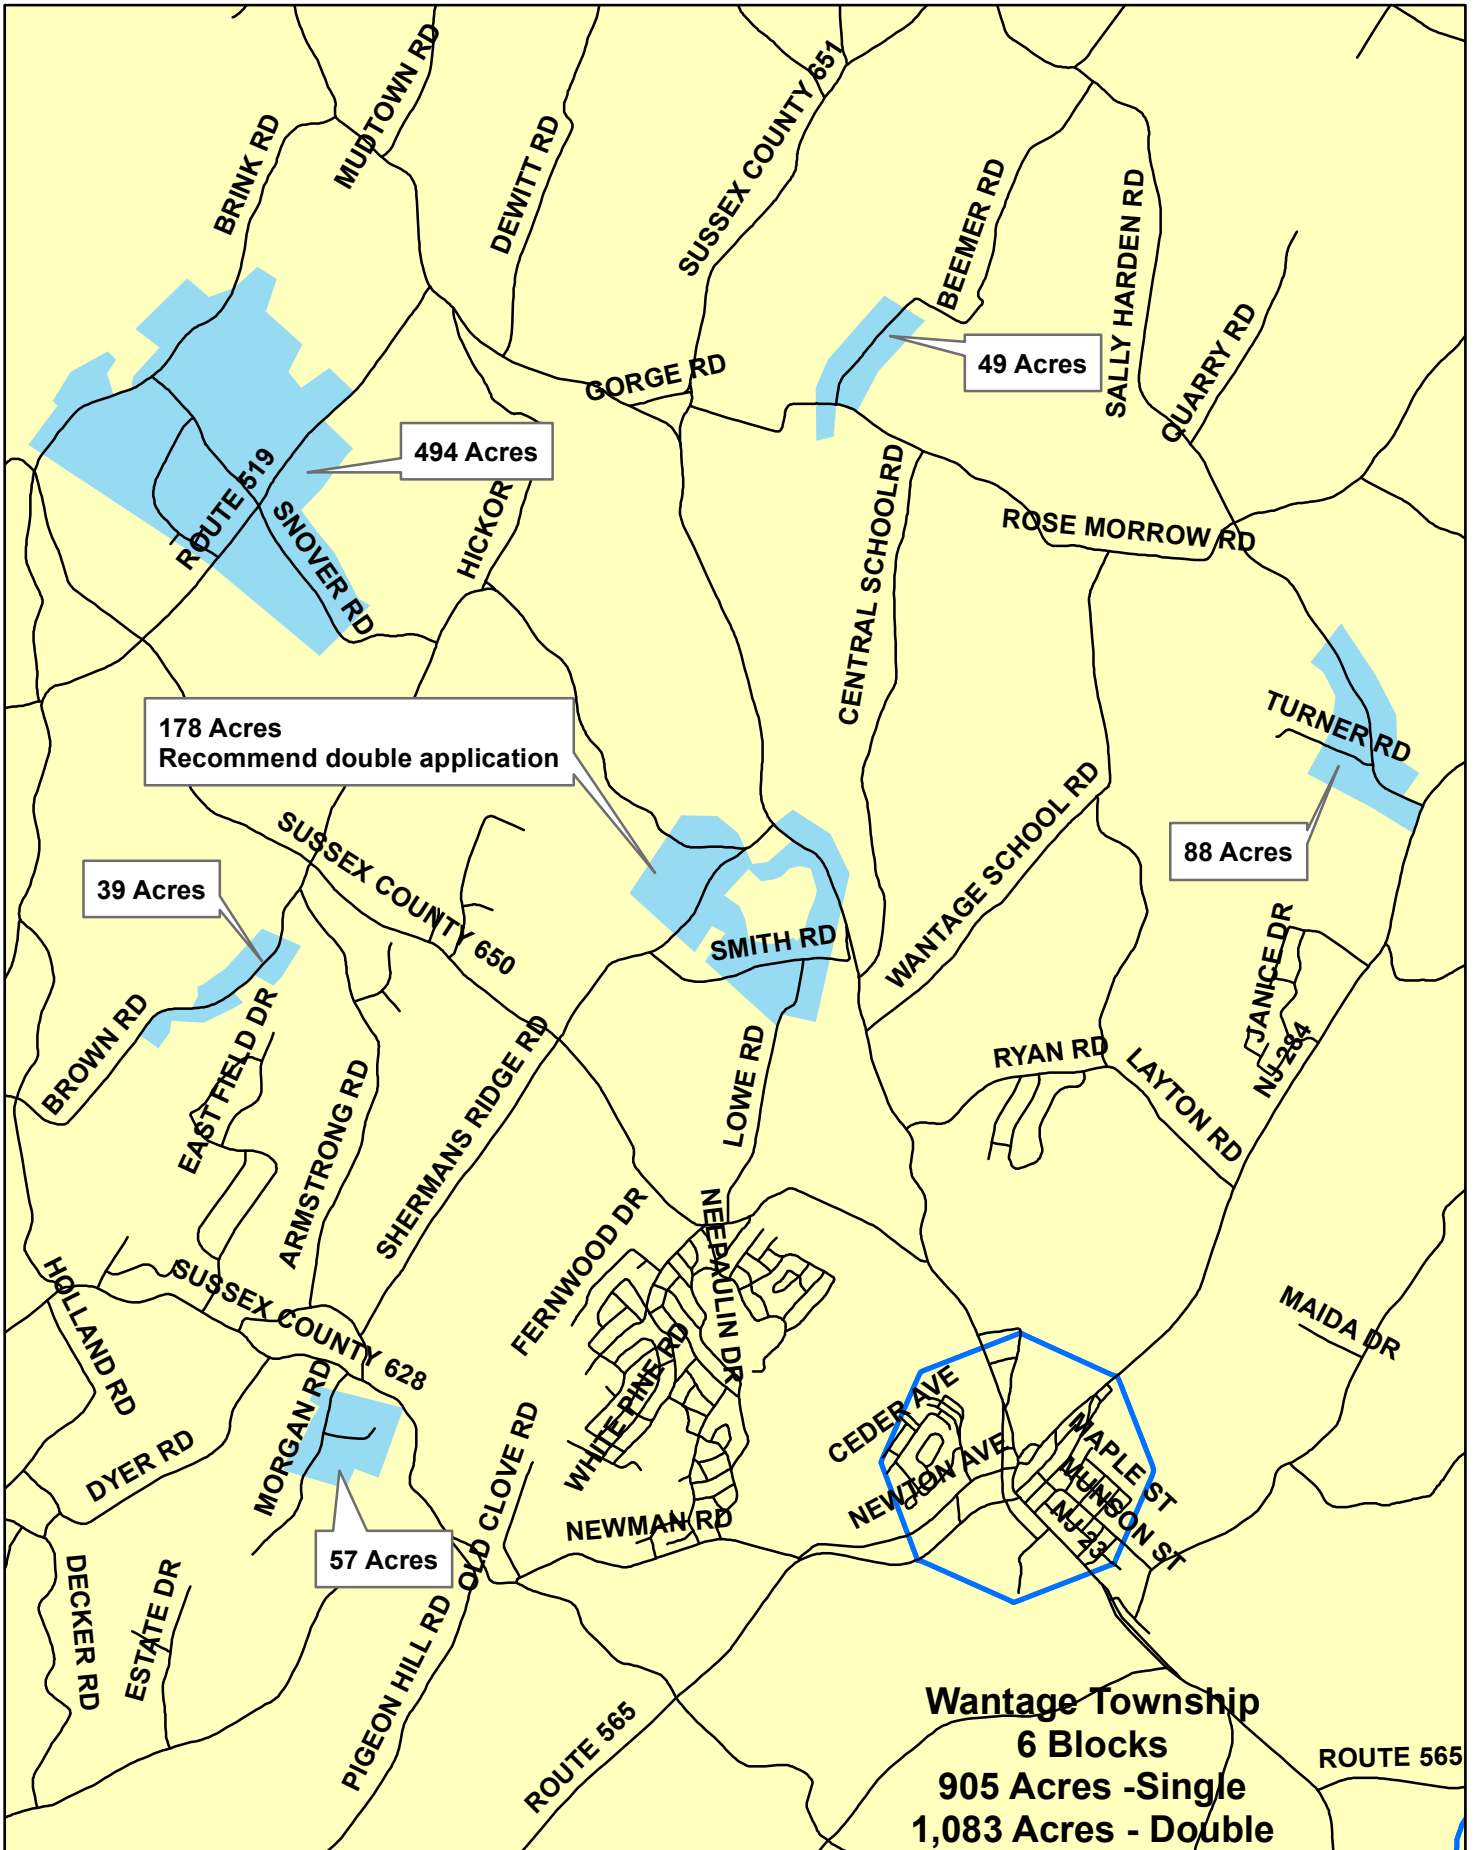 MUDTOWN RD
BRINK RD
DEWITT RD
SUSSEX COUNTY 651
BEEMER RD
SALLY HARDEN RD
QUARRY RD
GORGE RD
49 Acres
494 Acres
ROUTE 519
SNOVER RD
HICKOR
CENTRAL SCHOOLRD
ROSE MORROW RD
TURNER RD
178 Acres
Recommend double application
SUSSEX COUNTY 650
39 Acres
88 Acres
WANTAGE SCHOOL RD
SMITH RD
JANICE DR
NJ 284
BROWN RD
EAST FIELD DR
ARMSTRONG RD
SHERMANS RIDGE RD
LOWE RD
RYAN RD
LAYTON RD
HOLLAND RD
SUSSEX COUNTY 628
FERNWOOD DR
NEEPAULIN DR
WHITE PINE RD
MAIDA DR
CEDER AVE
NEWTON AVE
MAPLE ST
MUNSON ST
NJ 23
DYER RD
MORGAN RD
OLD CLOVE RD
NEWMAN RD
57 Acres
DECKER RD
ESTATE DR
PIGEON HILL RD
ROUTE 565
Wantage Township
6 Blocks
905 Acres -Single
1,083 Acres - Double
ROUTE 565